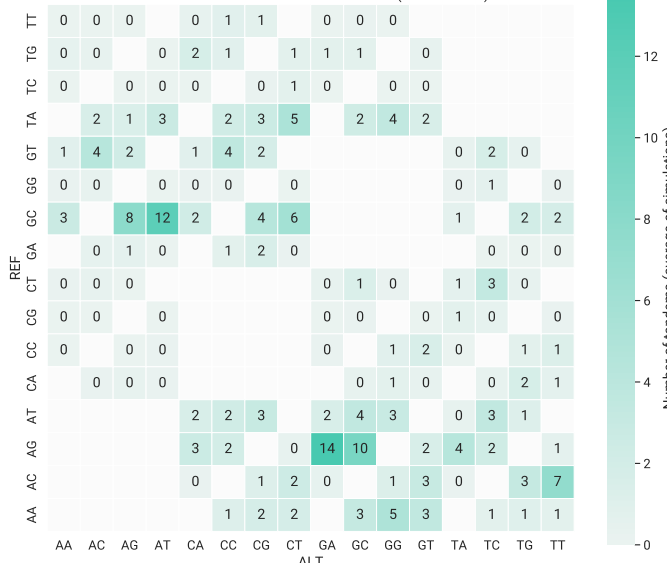 TT 0 0 0 0 1 1 0 0 0
TG 0 0 0 2 1 1 1 1 0
TC 0 0 0 0 0 1 0 0 0
TA 2 1 3 2 3 5 2 4 2
GT 1 4 2 1 4 2 0 2 0
GG 0 0 0 0 0 0 0 1 0
GC 3 8 12 2 4 6 1 2 2
GA 0 1 0 1 2 0 0 0 0
CT 0 0 0 0 1 0 1 3 0
CG 0 0 0 0 0 0 1 0 0
CC 0 0 0 0 1 2 0 1 1
CA 0 0 0 0 1 0 0 2 1
AT 2 2 3 2 4 3 0 3 1
AG 3 2 0 14 10 2 4 2 1
AC 0 1 2 0 1 3 0 3 7
AA 1 2 2 3 5 3 1 1 1
AA AC AG AT CA CC CG CT GA GC GG GT TA TC TG TT
REF
12
10
8
6
4
2
0